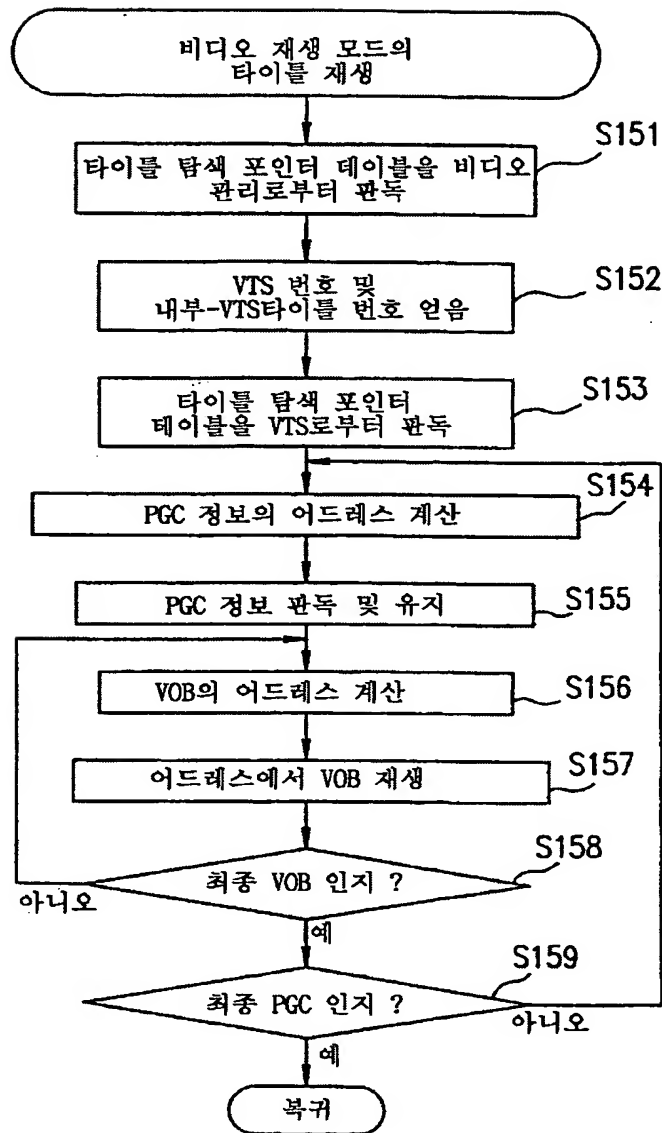 비디오 재생 모드의
타이틀 재생
S151
타이틀 탐색 포인터 테이블을 비디오
관리로부터 판독
S152
VTS 번호 및
내부-VTS타이틀 번호 얻음
S153
타이틀 탐색 포인터
테이블을 VTS로부터 판독
S154
PGC 정보의 어드레스 계산
S155
PGC 정보 판독 및 유지
S156
VOB의 어드레스 계산
S157
어드레스에서 VOB 재생
S158
최종 VOB 인지 ?
아니오
예
S159
최종 PGC 인지 ?
아니오
예
복귀